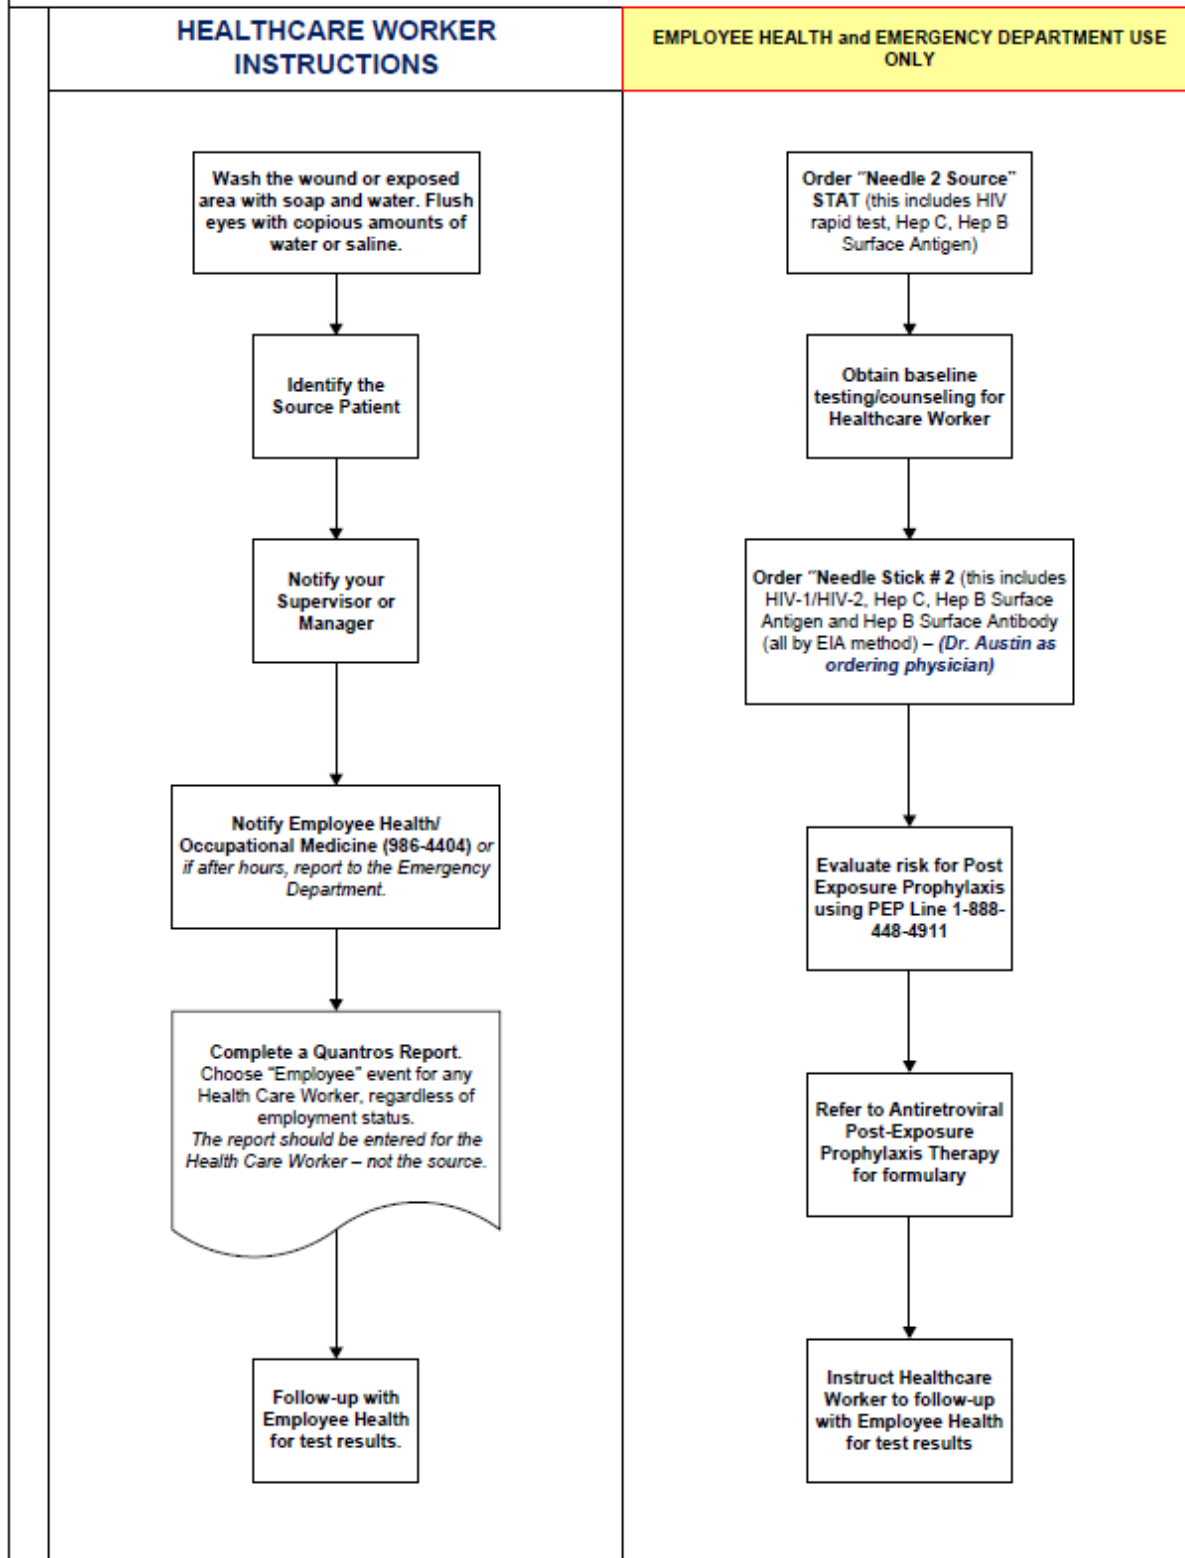 HEALTHCARE WORKER
INSTRUCTIONS
Wash the wound or exposed
area with soap and water. Flush
eyes with copious amounts of
water or saline.
Identify the
Source Patient
Notify your
Supervisor or
Manager
Notify Employee Health/
Occupational Medicine (986-4404) or
if after hours, report to the Emergency
Department.
Complete a Quantros Report.
Choose "Employee" event for any
Health Care Worker, regardless of
employment status.
The report should be entered for the
Health Care Worker – not the source.
Follow-up with
Employee Health
for test results.
EMPLOYEE HEALTH and EMERGENCY DEPARTMENT USE
ONLY
Order "Needle 2 Source"
STAT (this includes HIV
rapid test, Hep C, Hep B
Surface Antigen)
Obtain baseline
testing/counseling for
Healthcare Worker
Order "Needle Stick # 2 (this includes
HIV-1/HIV-2, Hep C, Hep B Surface
Antigen and Hep B Surface Antibody
(all by EIA method) – (Dr. Austin as
ordering physician)
Evaluate risk for Post
Exposure Prophylaxis
using PEP Line 1-888-
448-4911
Refer to Antiretroviral
Post-Exposure
Prophylaxis Therapy
for formulary
Instruct Healthcare
Worker to follow-up
with Employee Health
for test results